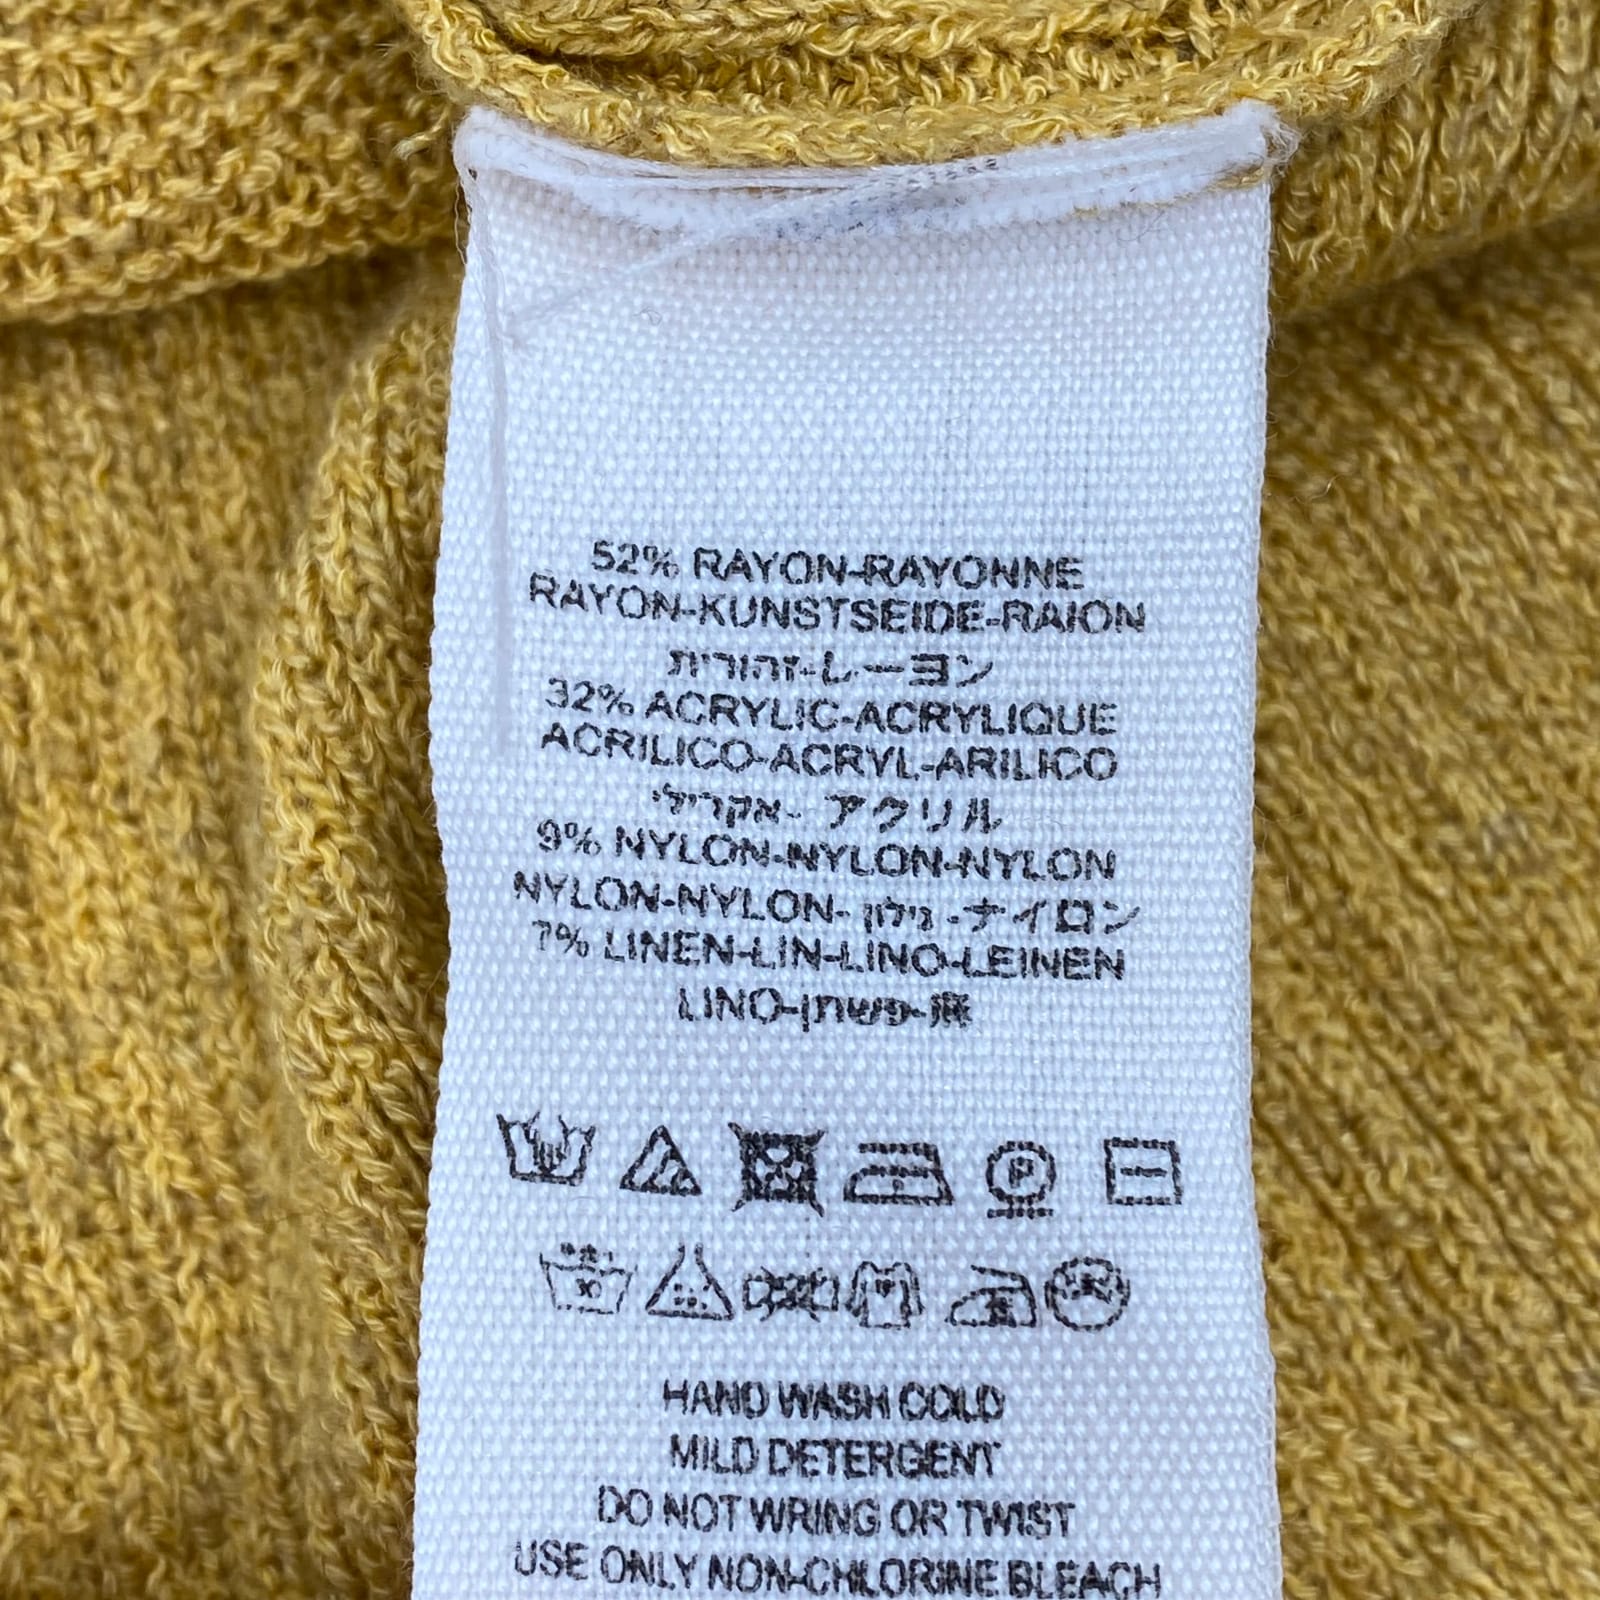 52% RAYON-RAYONNE
RAYON-KUNSTSEIDE-RAION
זהורית-レーヨン
32% ACRYLIC-ACRYLIQUE
ACRILICO-ACRYL-ARILICO
אקרילי- アクリル
9% NYLON-NYLON-NYLON
NYLON-NYLON- ניילון -ナイロン
7% LINEN-LIN-LINO-LEINEN
LINO-פשתן-麻
P
30
HAND WASH COLD
MILD DETERGENT
DO NOT WRING OR TWIST
USE ONLY NON-CHLORINE BLEACH